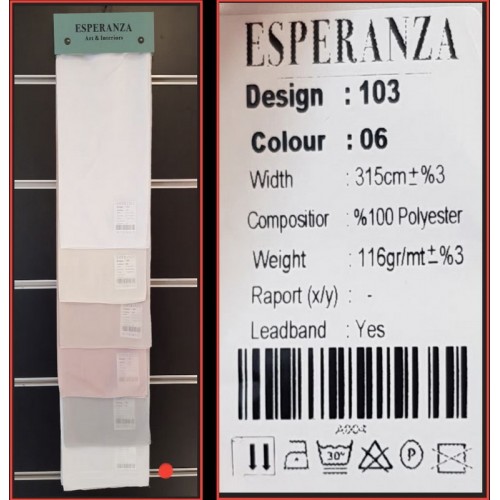 ESPERANZA
Art & Interiors
ESPERANZA
Design : 103
Colour : 06
Width : 315cm±%3
Compositior : %100 Polyester
Weight : 116gr/mt±%3
Raport (x/y) : -
Leadband : Yes
A004
30°
P